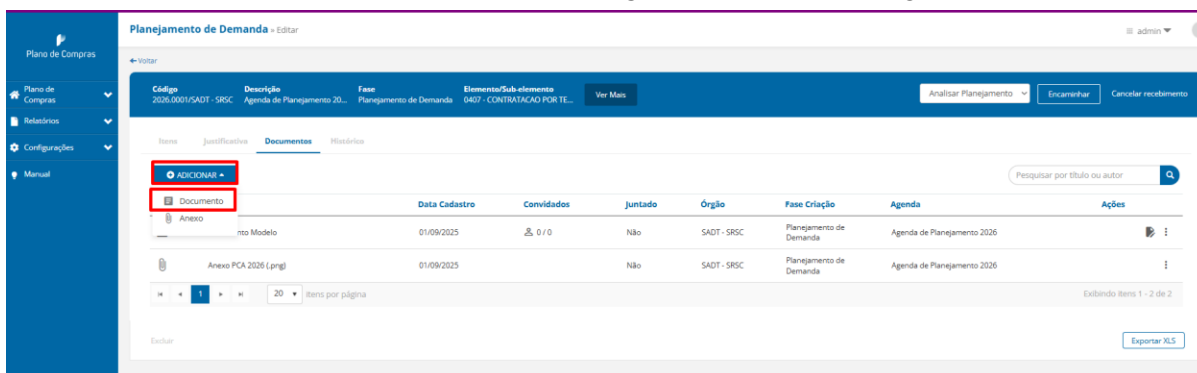 Planejamento de Demanda » Editar
admin
Plano de Compras
Voltar
Plano de
Compras
Relatórios
Configurações
Manual
Código Descrição Fase Elemento/Sub-elemento
2026.0001/SADT - SRSC Agenda de Planejamento 20... Planejamento de Demanda 0407 - CONTRATACAO POR TE...
Ver Mais
Analisar Planejamento
Encaminhar
Cancelar recebimento
Itens Justificativa Documentos Histórico
ADICIONAR
Pesquisar por título ou autor
Documento
Anexo
Data Cadastro Convidados Juntado Órgão Fase Criação Agenda Ações
nto Modelo 01/09/2025 0 / 0 Não SADT - SRSC Planejamento de Agenda de Planejamento 2026
Demanda
Anexo PCA 2026 (.png) 01/09/2025 Não SADT - SRSC Planejamento de Agenda de Planejamento 2026
Demanda
1 20 itens por página
Exibindo itens 1 - 2 de 2
Excluir
Exportar XLS